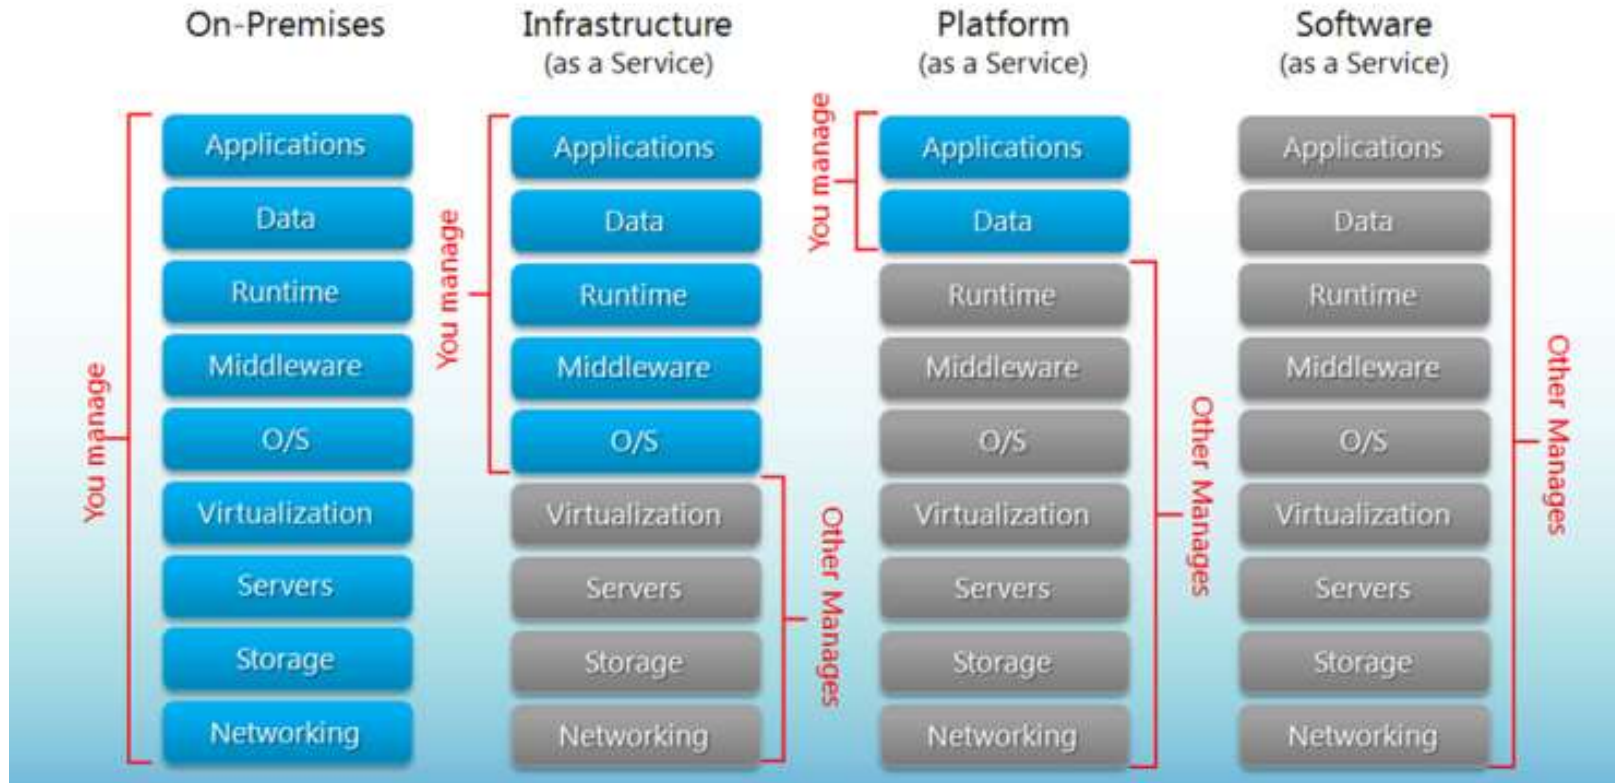 On-Premises
You manage
Applications
Data
Runtime
Middleware
O/S
Virtualization
Servers
Storage
Networking
Infrastructure
(as a Service)
You manage
Applications
Data
Runtime
Middleware
O/S
Virtualization
Servers
Storage
Networking
Other Manages
Platform
(as a Service)
You manage
Applications
Data
Runtime
Middleware
O/S
Virtualization
Servers
Storage
Networking
Other Manages
Software
(as a Service)
Applications
Data
Runtime
Middleware
O/S
Virtualization
Servers
Storage
Networking
Other Manages